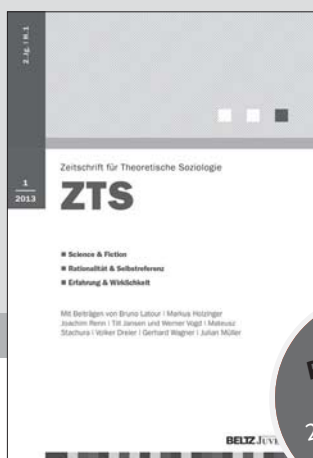 2. Jg. | H. 1
Zeitschrift für Theoretische Soziologie
1
2013
ZTS
Science & Fiction
Rationalität & Selbstreferenz
Erfahrung & Wirklichkeit
Mit Beiträgen von Bruno Latour I Markus Holzinger
Joachim Renn I Till Jansen und Werner Vogd I Mateusz
Stachura I Volker Dreier I Gerhard Wagner I Julian Müller
BELTZ
2